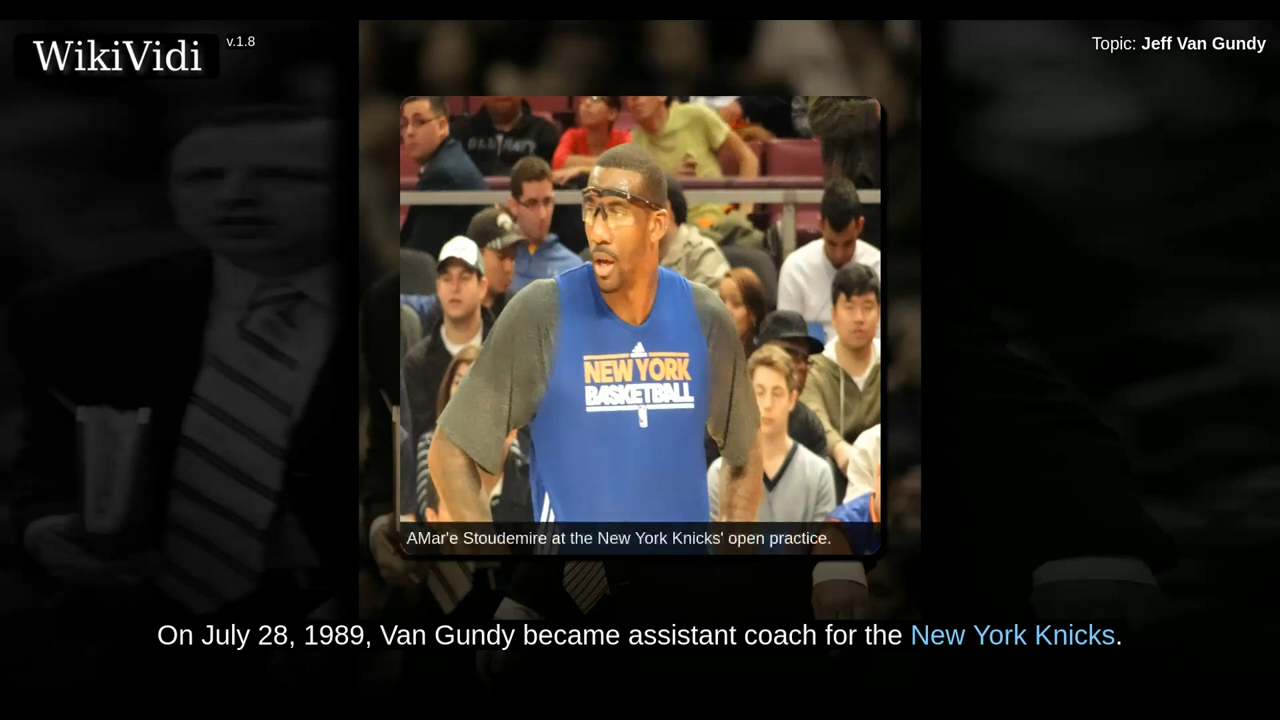 WikiVidi
v.1.8
Topic: Jeff Van Gundy
NEW YORK
BASKETBALL
AMar'e Stoudemire at the New York Knicks' open practice.
On July 28, 1989, Van Gundy became assistant coach for the New York Knicks.